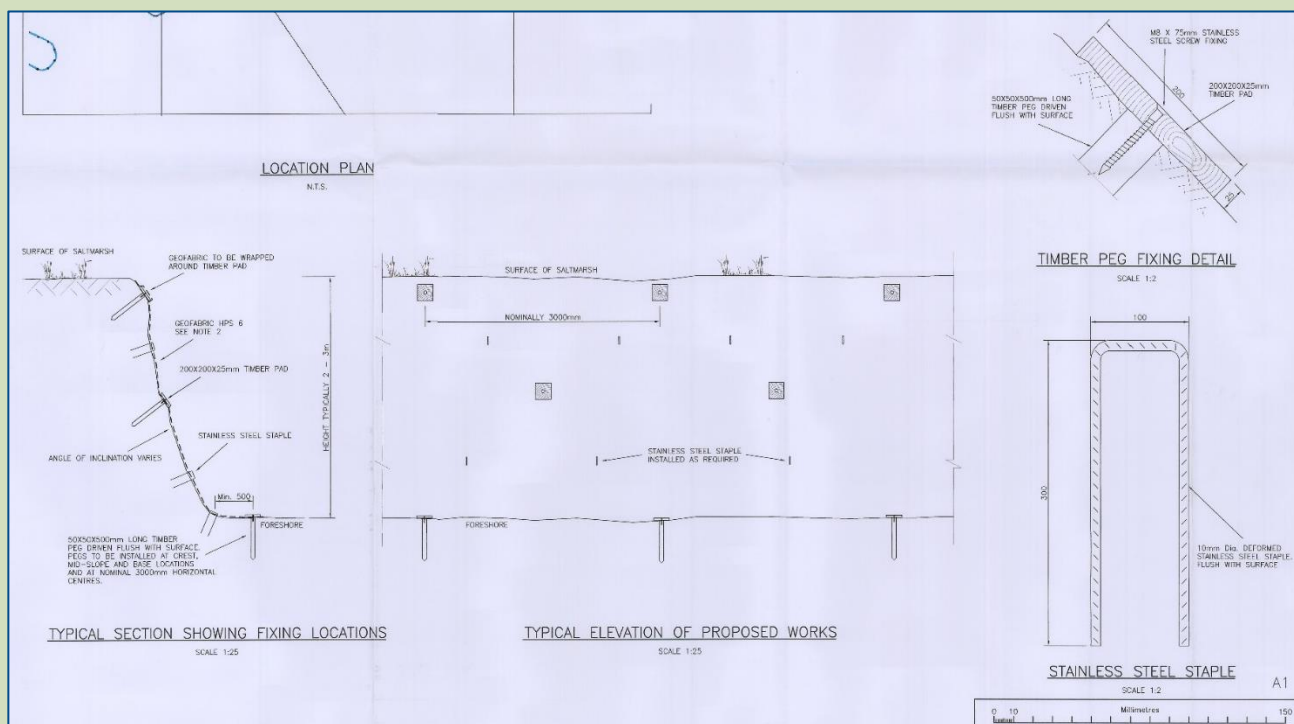 LOCATION PLAN
N.T.S.
M8 X 75mm STAINLESS
STEEL SCREW FIXING
200
200X200X25mm
TIMBER PAD
50X50X500mm LONG
TIMBER PEG DRIVEN
FLUSH WITH SURFACE
25
TIMBER PEG FIXING DETAIL
SCALE 1:2
SURFACE OF SALTMARSH
GEOFABRIC TO BE WRAPPED
AROUND TIMBER PAD
GEOFABRIC HPS 6
SEE NOTE 2
200X200X25mm TIMBER PAD
STAINLESS STEEL STAPLE
ANGLE OF INCLINATION VARIES
Min. 500
FORESHORE
50X50X500mm LONG TIMBER
PEG DRIVEN FLUSH WITH SURFACE.
PEGS TO BE INSTALLED AT CREST,
MID-SLOPE AND BASE LOCATIONS
AND AT NOMINAL 3000mm HORIZONTAL
CENTRES.
HEIGHT TYPICALLY 2 - 3m
TYPICAL SECTION SHOWING FIXING LOCATIONS
SCALE 1:25
SURFACE OF SALTMARSH
NOMINALLY 3000mm
STAINLESS STEEL STAPLE
INSTALLED AS REQUIRED
FORESHORE
TYPICAL ELEVATION OF PROPOSED WORKS
SCALE 1:25
100
300
10mm Dia. DEFORMED
STAINLESS STEEL STAPLE,
FLUSH WITH SURFACE
STAINLESS STEEL STAPLE
SCALE 1:2
A1
0 10 Millimetres 150